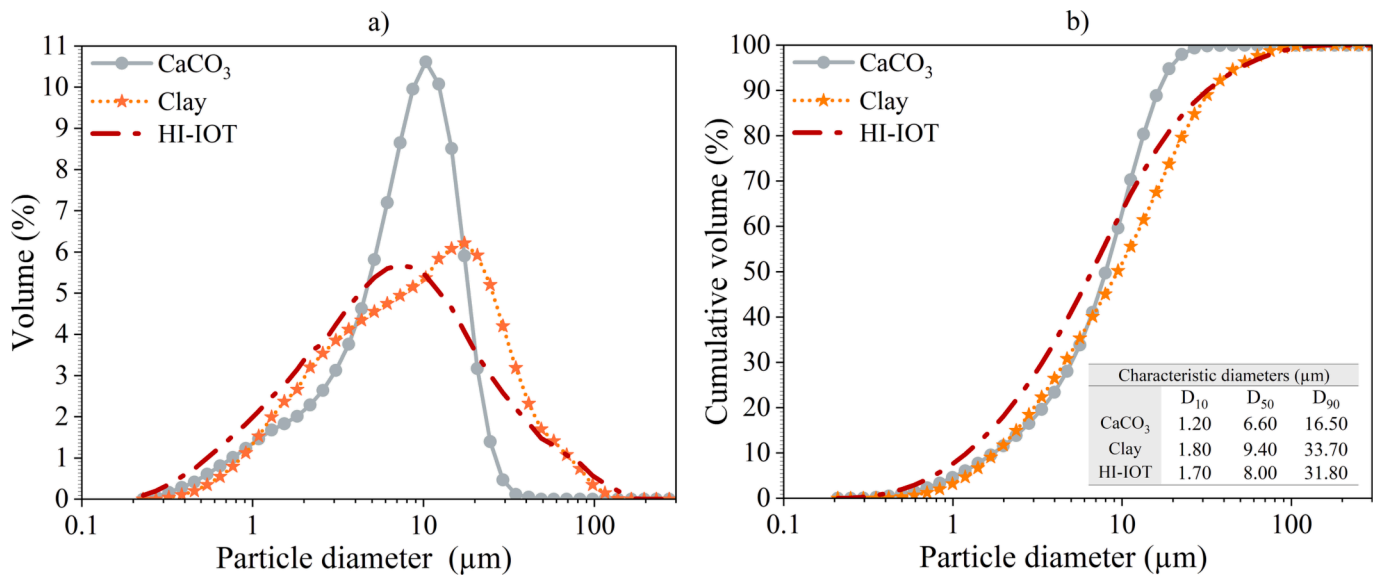 a)
11
10
9
8
7
6
5
4
3
2
1
0
Volume (%)
CaCO₃
Clay
HI-IOT
0.1 1 10 100
Particle diameter (µm)
b)
100
90
80
70
60
50
40
30
20
10
0
Cumulative volume (%)
CaCO₃
Clay
HI-IOT
Characteristic diameters (µm)
D₁₀ D₅₀ D₉₀
CaCO₃ 1.20 6.60 16.50
Clay 1.80 9.40 33.70
HI-IOT 1.70 8.00 31.80
0.1 1 10 100
Particle diameter (µm)